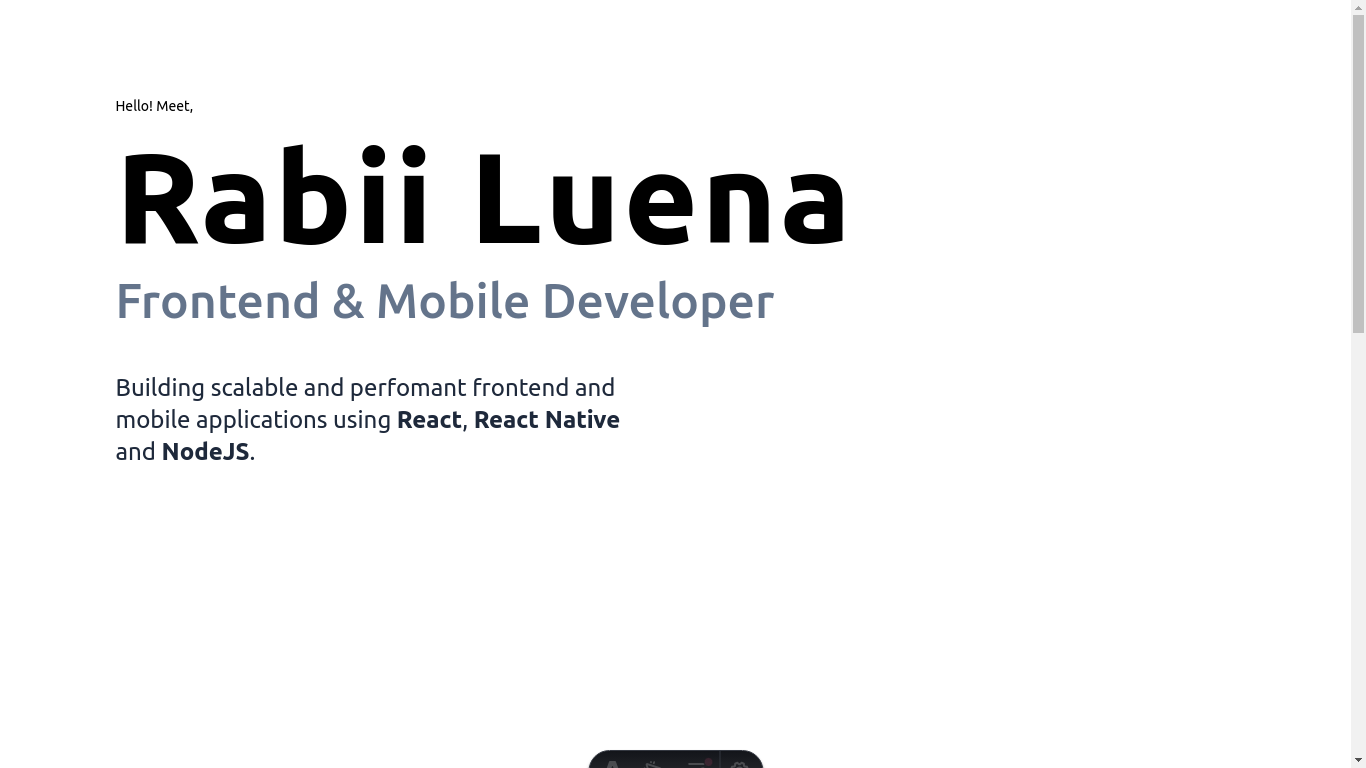 Hello! Meet,
Rabii Luena
Frontend & Mobile Developer
Building scalable and perfomant frontend and
mobile applications using React, React Native
and NodeJS.